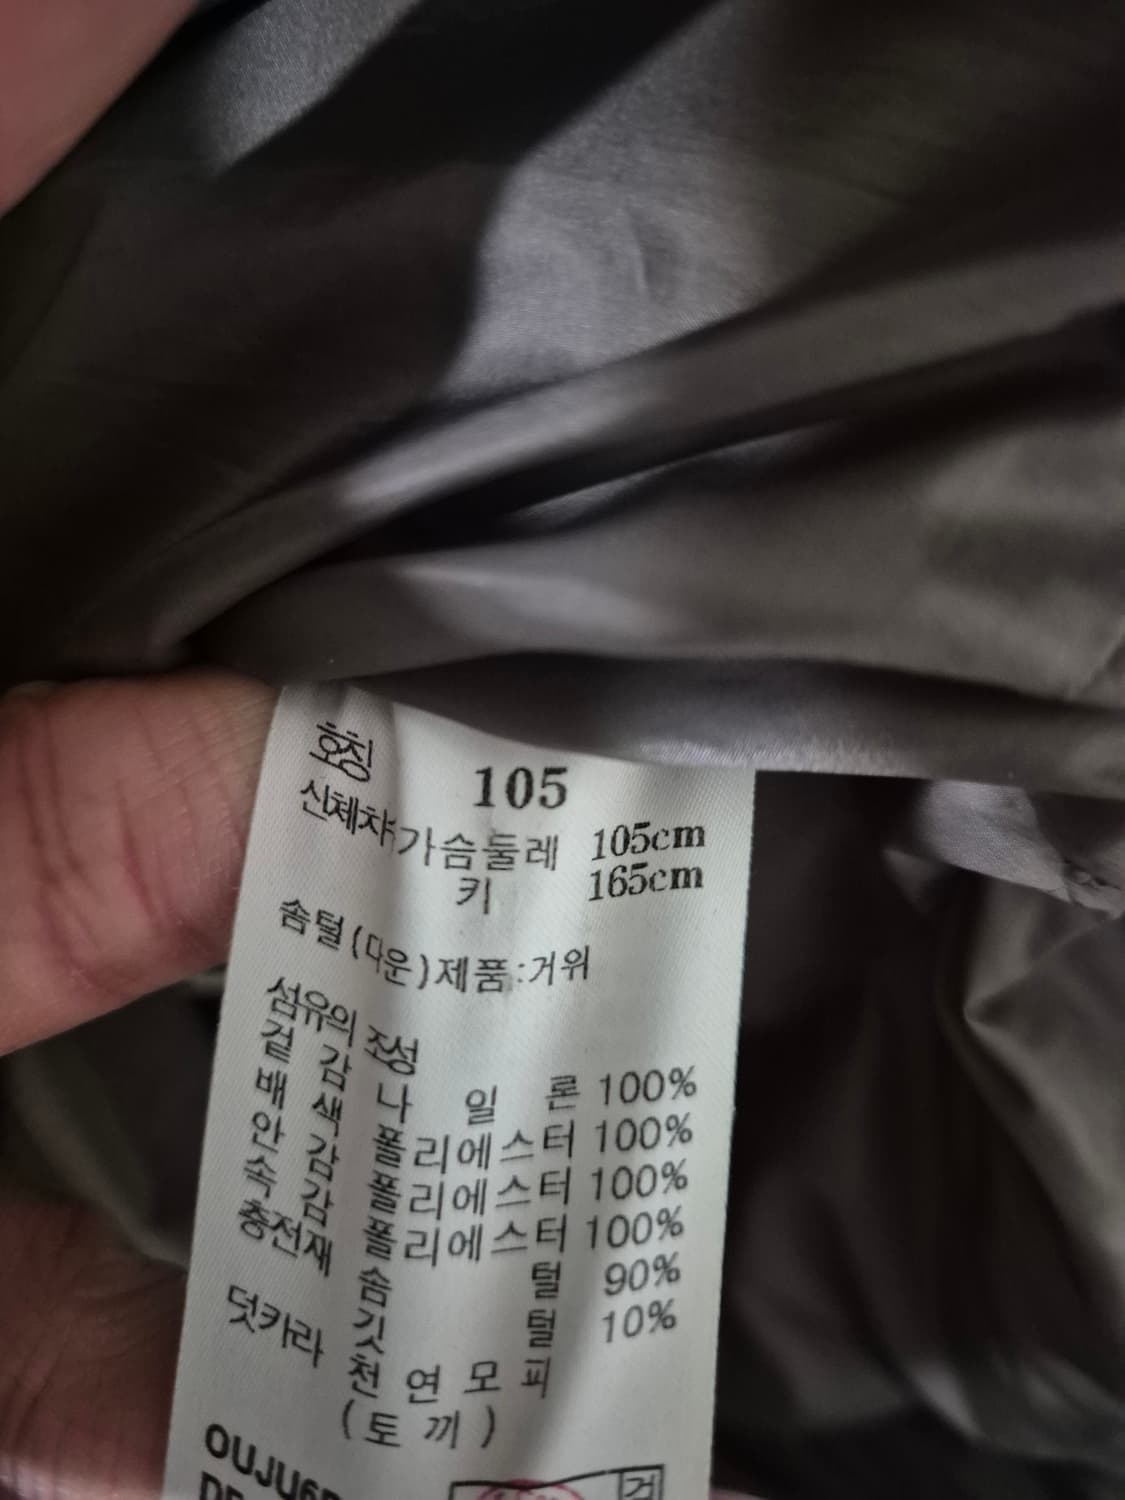 호칭 105
신체치수 가슴둘레 105cm
키 165cm
솜털(다운)제품:거위
섬유의 조성
겉감 나일론 100%
배색 폴리에스터 100%
안감 폴리에스터 100%
속감 폴리에스터 100%
충전재 솜털 90%
깃털 10%
덧카라 천연모피
(토끼)
검